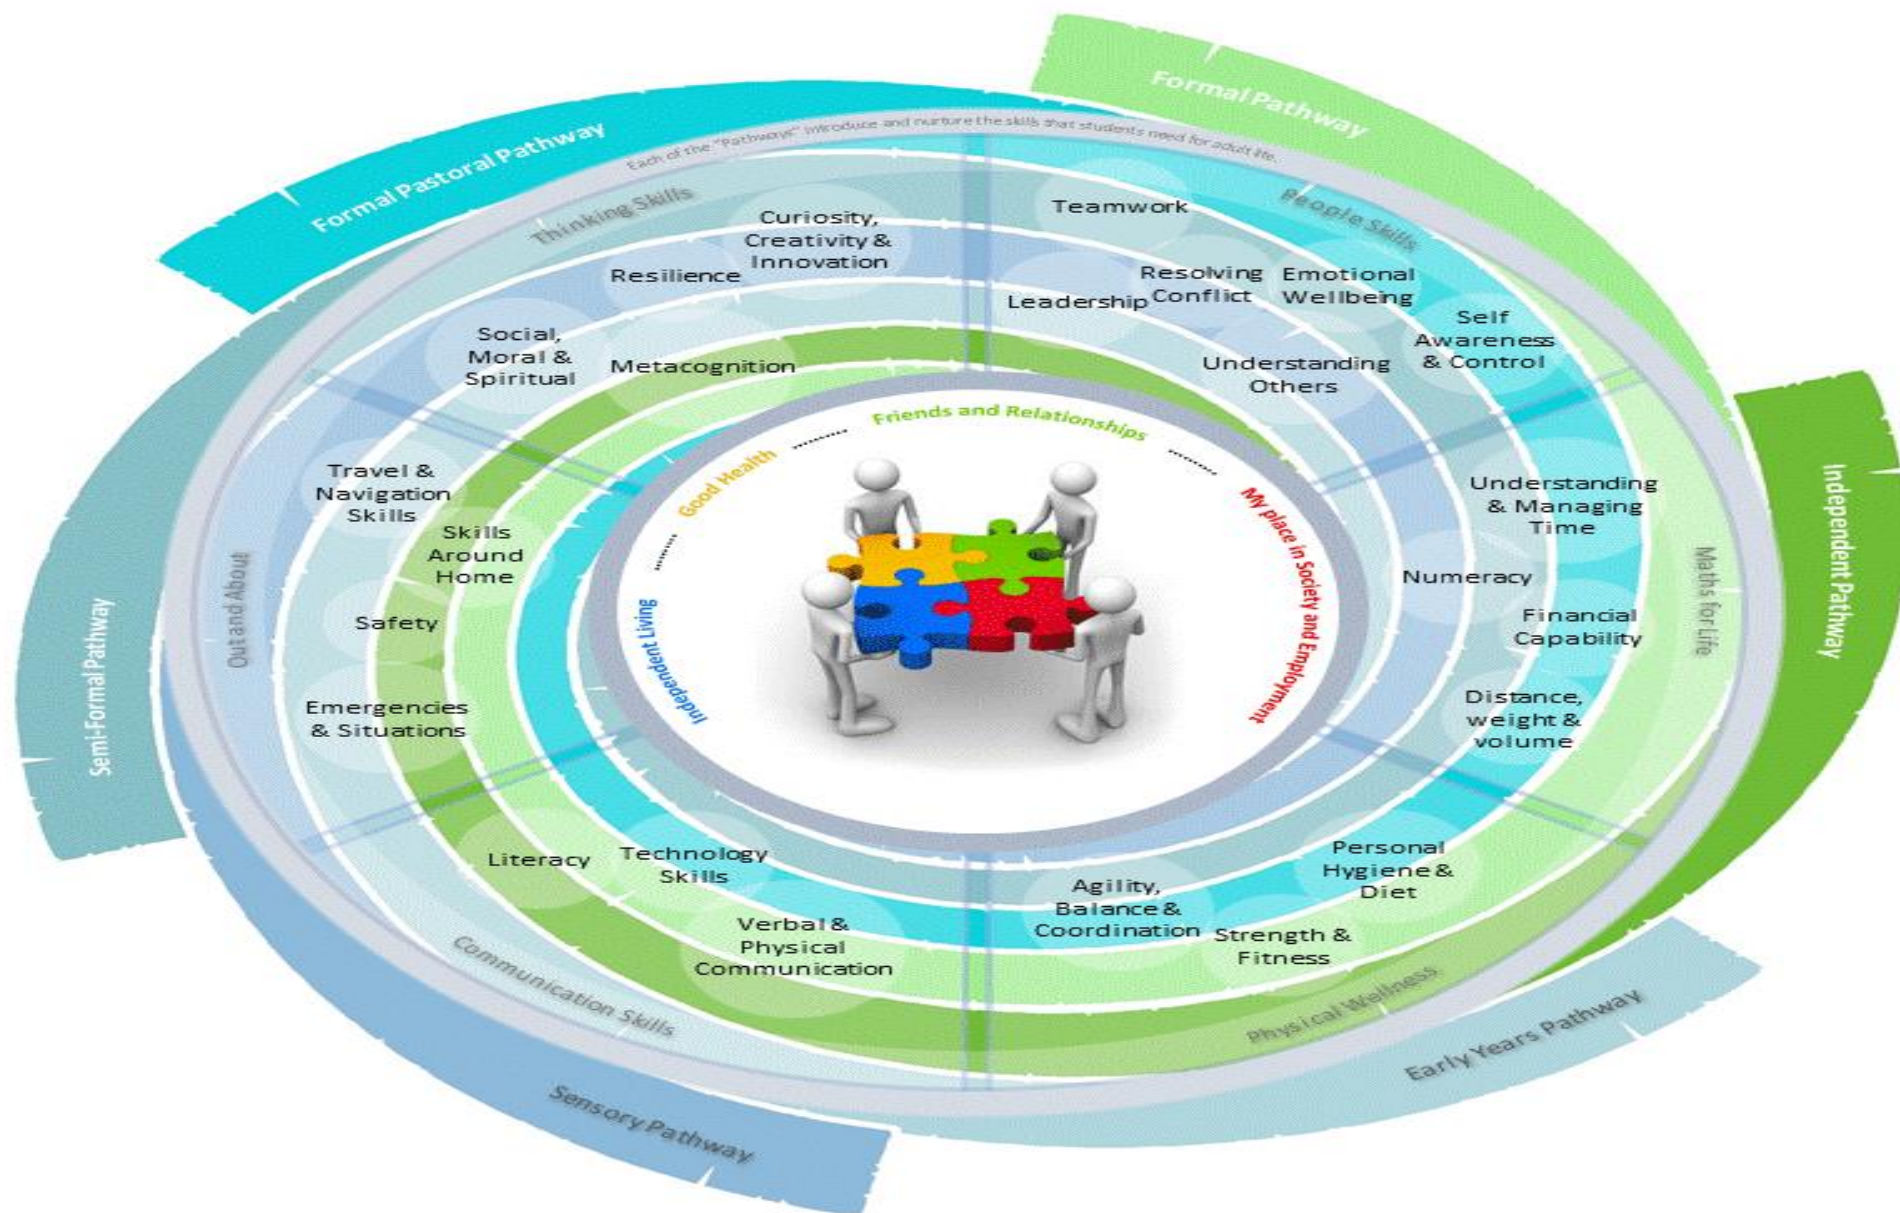 Formal Pathway
Formal Pastoral Pathway
Each of the "Pathways" introduce and nurture the skills that students need for adult life.
Thinking Skills
Curiosity,
Creativity &
Innovation
Resilience
Social,
Moral &
Spiritual
Metacognition
People Skills
Teamwork
Resolving
Conflict
Emotional
Wellbeing
Leadership
Self
Awareness
& Control
Understanding
Others
Independent Pathway
Maths for Life
Understanding
& Managing
Time
Numeracy
Financial
Capability
Distance,
weight &
volume
Early Years Pathway
Physical Wellness
Personal
Hygiene &
Diet
Agility,
Balance &
Coordination
Strength &
Fitness
Sensory Pathway
Communication Skills
Literacy
Technology
Skills
Verbal &
Physical
Communication
Semi-Formal Pathway
Out and About
Travel &
Navigation
Skills
Skills
Around
Home
Safety
Emergencies
& Situations
Independent Living
Good Health
Friends and Relationships
My place in Society and Employment